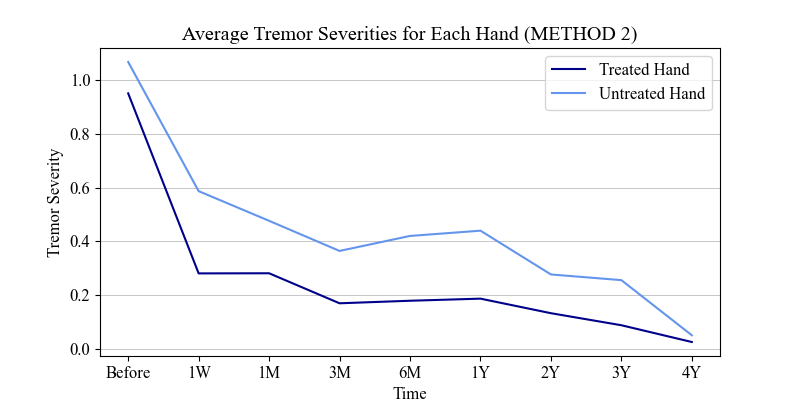 Average Tremor Severities for Each Hand (METHOD 2)
Treated Hand
Untreated Hand
Tremor Severity
1.0
0.8
0.6
0.4
0.2
0.0
Before 1W 1M 3M 6M 1Y 2Y 3Y 4Y
Time